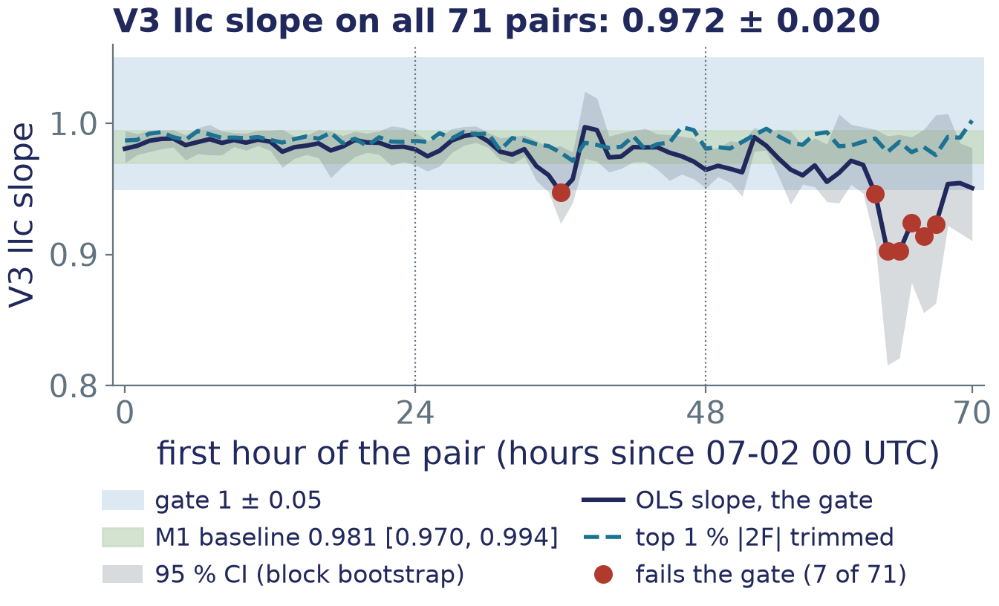 V3 llc slope on all 71 pairs: 0.972 ± 0.020
V3 llc slope
1.0
0.9
0.8
0 24 48 70
first hour of the pair (hours since 07-02 00 UTC)
gate 1 ± 0.05
M1 baseline 0.981 [0.970, 0.994]
95 % CI (block bootstrap)
OLS slope, the gate
top 1 % |2F| trimmed
fails the gate (7 of 71)